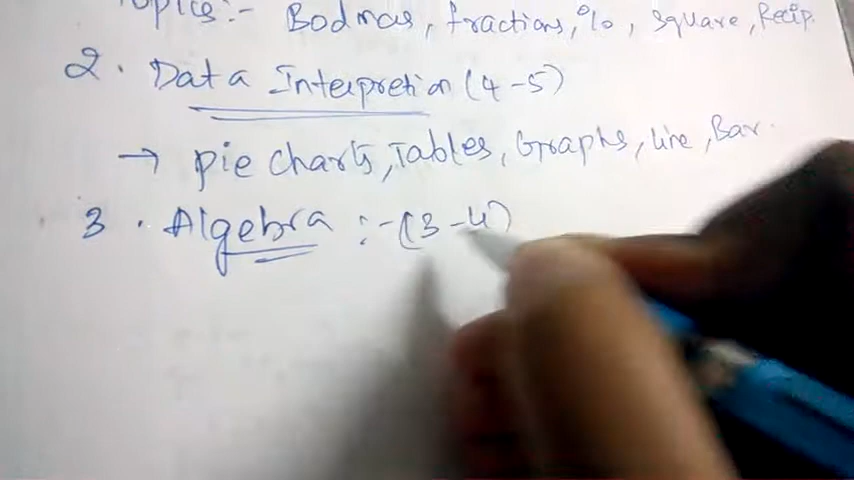 Topics :- Bodmas, fractions, %, square, Recip.
2. Data Interpretion (4-5)
→ pie charts, Tables, Graphs, line, Bar.
3. Algebra :- (3-4)